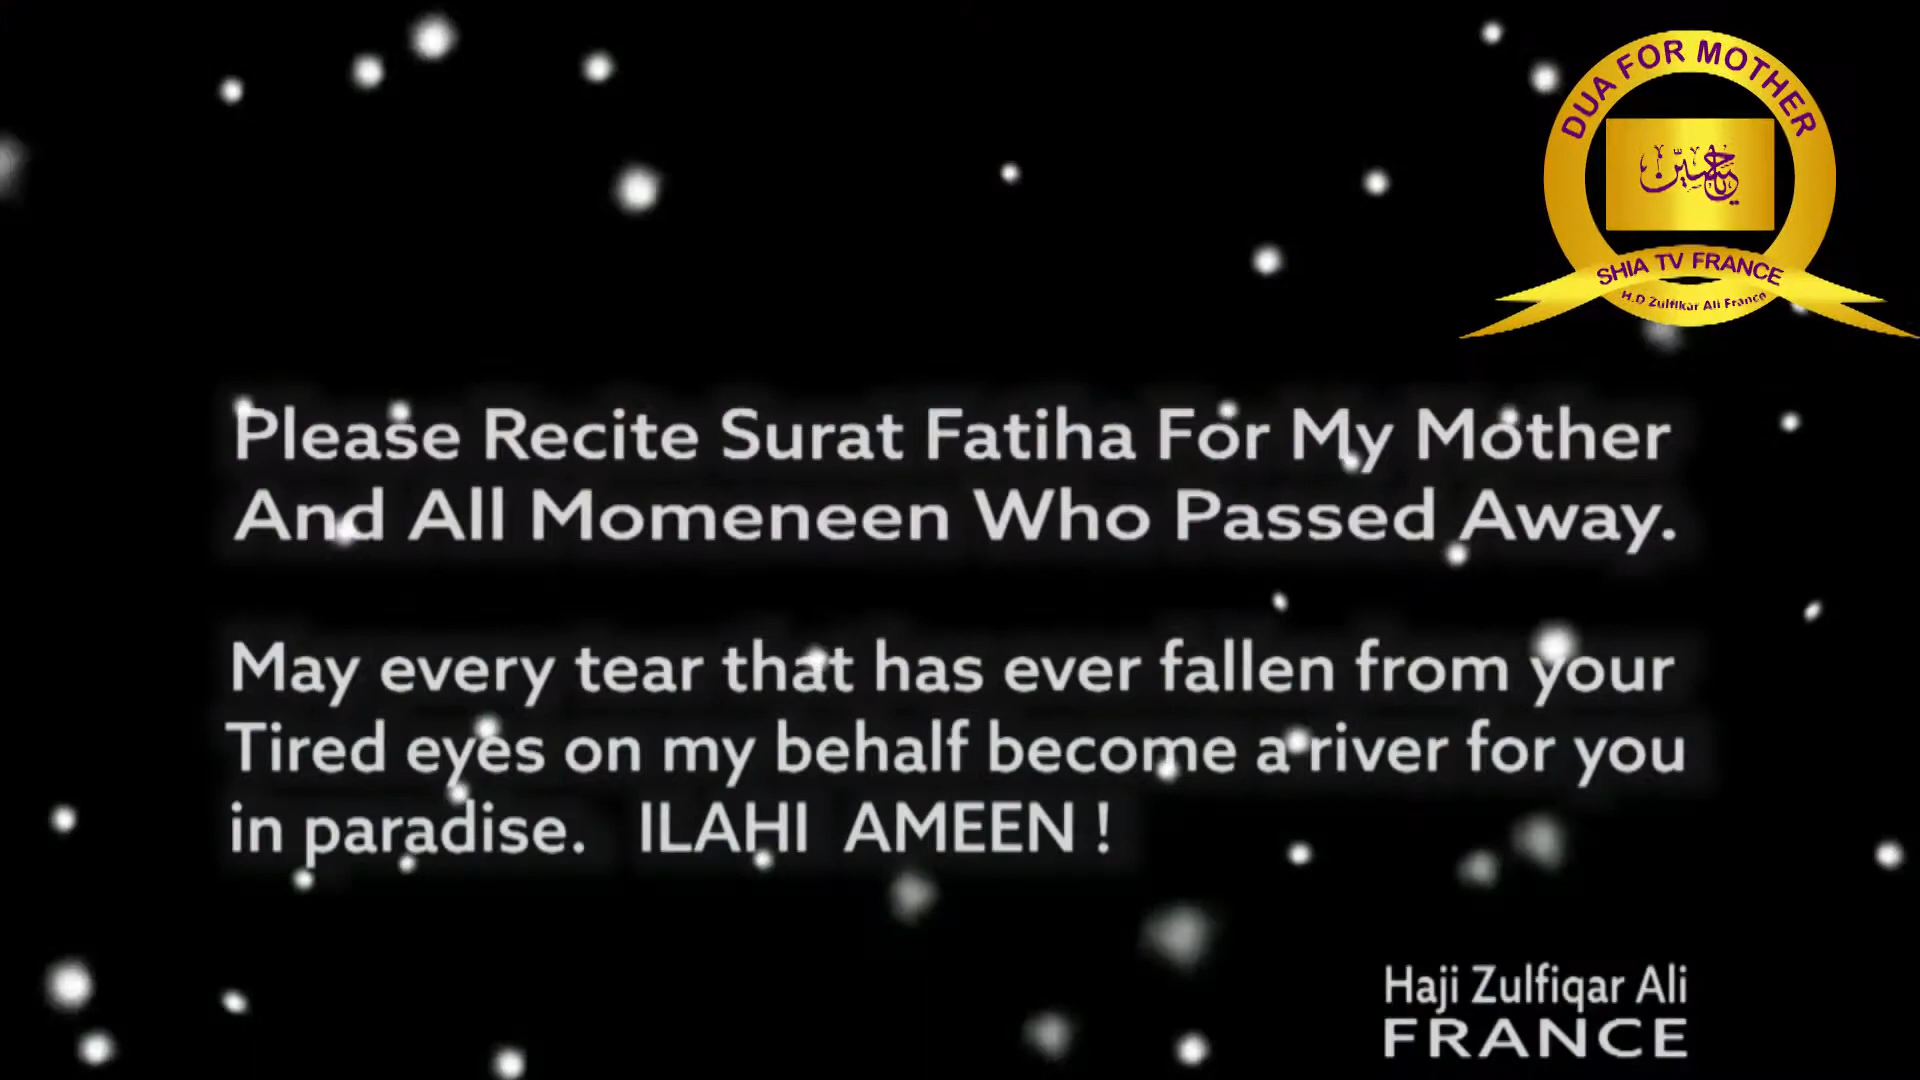 DUA FOR MOTHER
يا حسين
SHIA TV FRANCE
H.D Zulfikar Ali France
Please Recite Surat Fatiha For My Mother
And All Momeneen Who Passed Away.
May every tear that has ever fallen from your
Tired eyes on my behalf become a river for you
in paradise. ILAHI AMEEN !
Haji Zulfiqar Ali
FRANCE